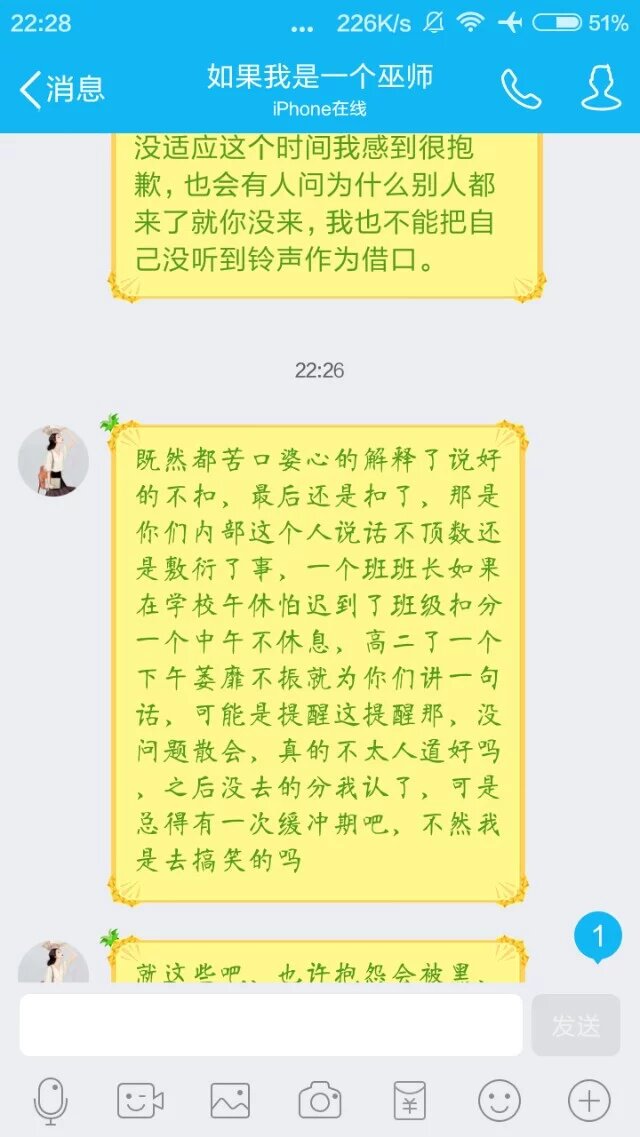 22:28
...
226K/s
51%
消息
如果我是一个巫师
iPhone在线
没适应这个时间我感到很抱
歉，也会有人问为什么别人都
来了就你没来，我也不能把自
己没听到铃声作为借口。
22:26
既然都苦口婆心的解释了说好
的不扣，最后还是扣了，那是
你们内部这个人说话不顶数还
是敷衍了事，一个班班长如果
在学校午休怕迟到了班级扣分
一个中午不休息，高二了一个
下午萎靡不振就为你们讲一句
话，可能是提醒这提醒那，没
问题散会，真的不太人道好吗
，之后没去的分我认了，可是
总得有一次缓冲期吧，不然我
是去搞笑的吗
1
就这些吧，也许抱怨会被黑，
发送